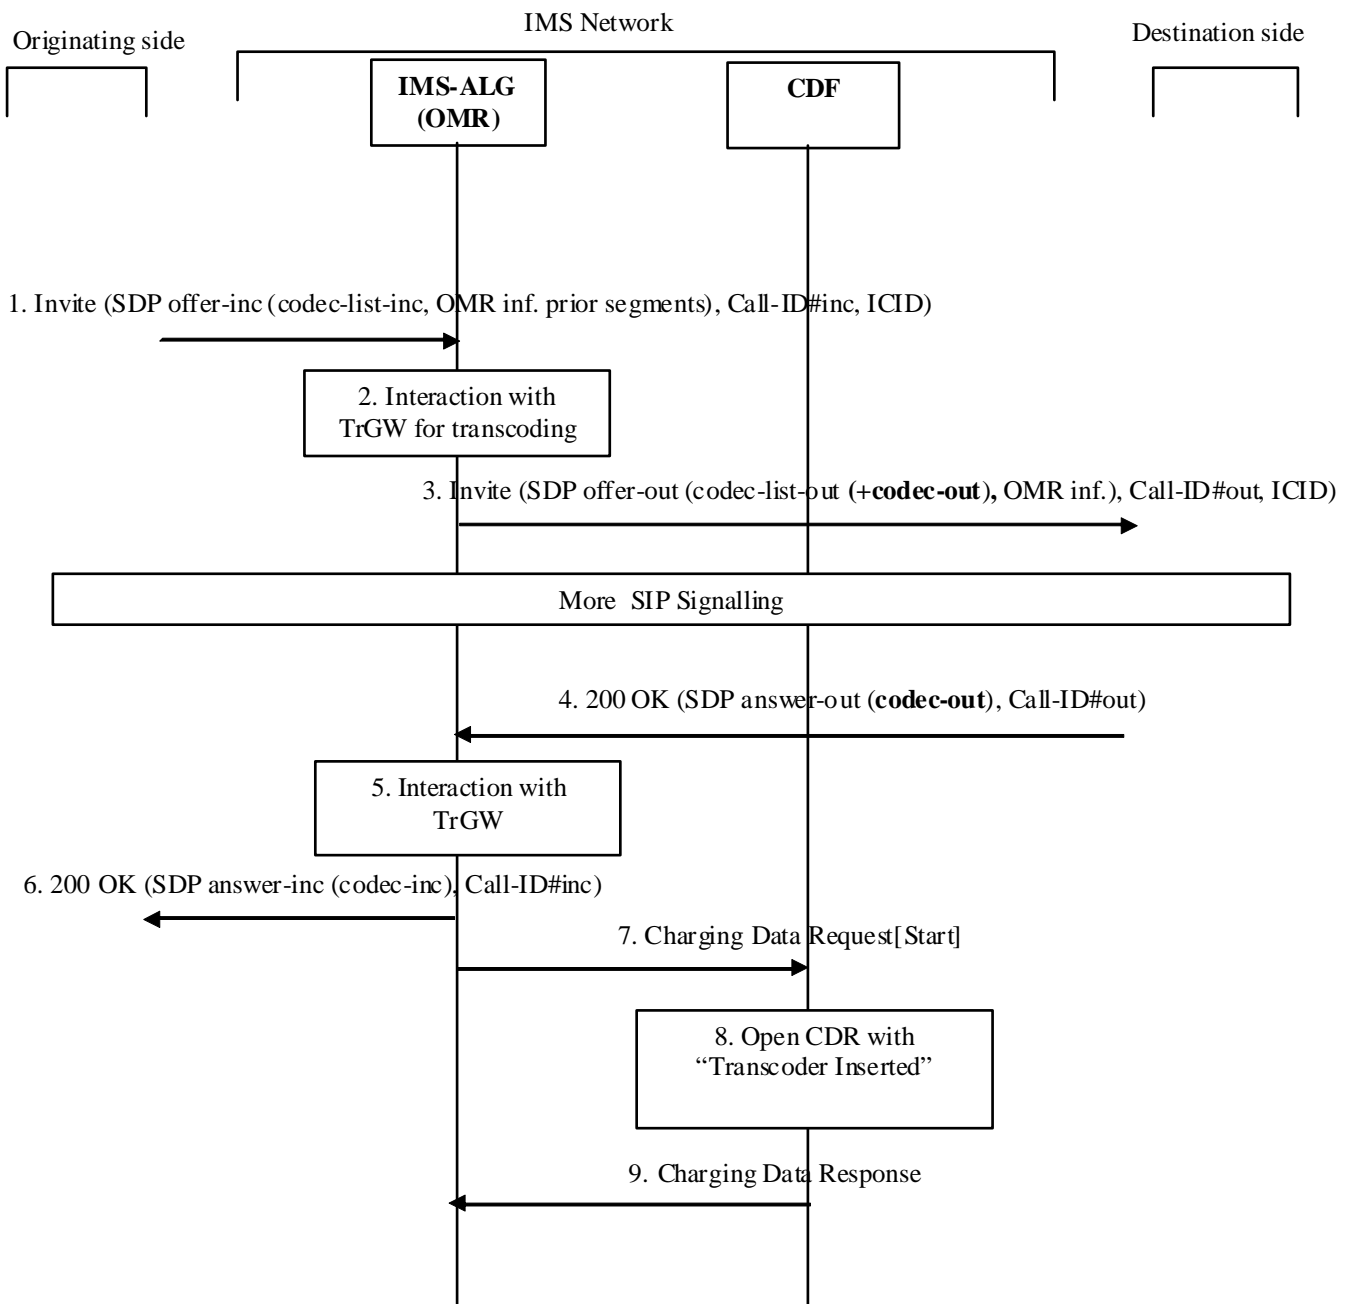 IMS Network
Originating side
Destination side
IMS-ALG
(OMR)
CDF
1. Invite (SDP offer-inc (codec-list-inc, OMR inf. prior segments), Call-ID#inc, ICID)
2. Interaction with
TrGW for transcoding
3. Invite (SDP offer-out (codec-list-out (+codec-out), OMR inf.), Call-ID#out, ICID)
More SIP Signalling
4. 200 OK (SDP answer-out (codec-out), Call-ID#out)
5. Interaction with
TrGW
6. 200 OK (SDP answer-inc (codec-inc), Call-ID#inc)
7. Charging Data Request[Start]
8. Open CDR with
“Transcoder Inserted”
9. Charging Data Response